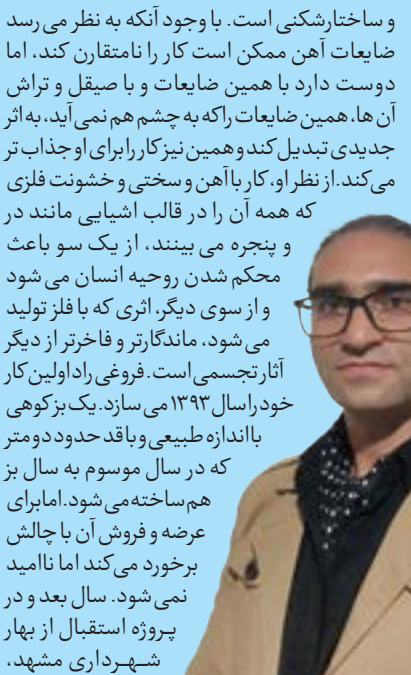 و ساختارشکنی است. با وجود آنکه به نظر می رسد
ضایعات آهن ممکن است کار را نامتقارن کند، اما
دوست دارد با همین ضایعات و با صیقل و تراش
آن ها، همین ضایعات را که به چشم هم نمی آید، به اثر
جدیدی تبدیل کند و همین نیز کار را برای او جذاب تر
می کند. از نظر او، کار با آهن و سختی و خشونت فلزی
که همه آن را در قالب اشیایی مانند در
و پنجره می بینند، از یک سو باعث
محکم شدن روحیه انسان می شود
و از سوی دیگر، اثری که با فلز تولید
می شود، ماندگارتر و فاخرتر از دیگر
آثار تجسمی است. فروغی راد اولین کار
خود را سال ۱۳۹۳ می سازد. یک بز کوهی
با اندازه طبیعی و با قد حدود دو متر
که در سال موسوم به سال بز
هم ساخته می شود. اما برای
عرضه و فروش آن با چالش
برخورد می کند اما ناامید
نمی شود. سال بعد و در
پروژه استقبال از بهار
شهرداری مشهد،